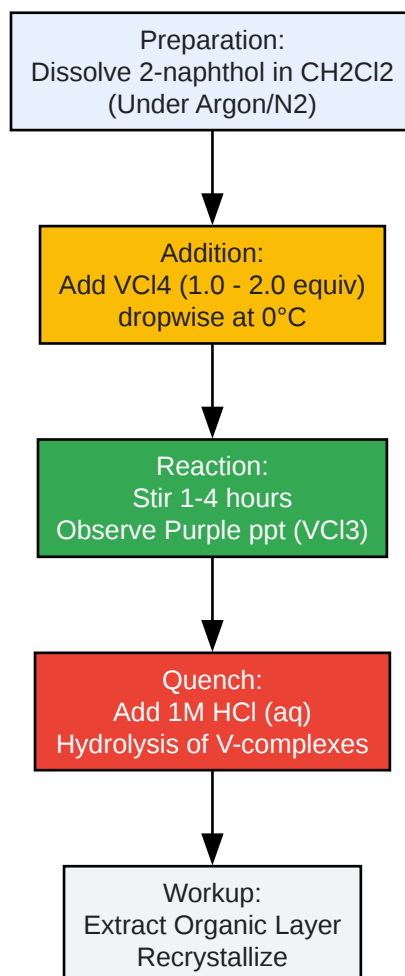 Preparation:
Dissolve 2-naphthol in CH2Cl2
(Under Argon/N2)
Addition:
Add VCl4 (1.0 - 2.0 equiv)
dropwise at 0°C
Reaction:
Stir 1-4 hours
Observe Purple ppt (VCl3)
Quench:
Add 1M HCl (aq)
Hydrolysis of V-complexes
Workup:
Extract Organic Layer
Recrystallize